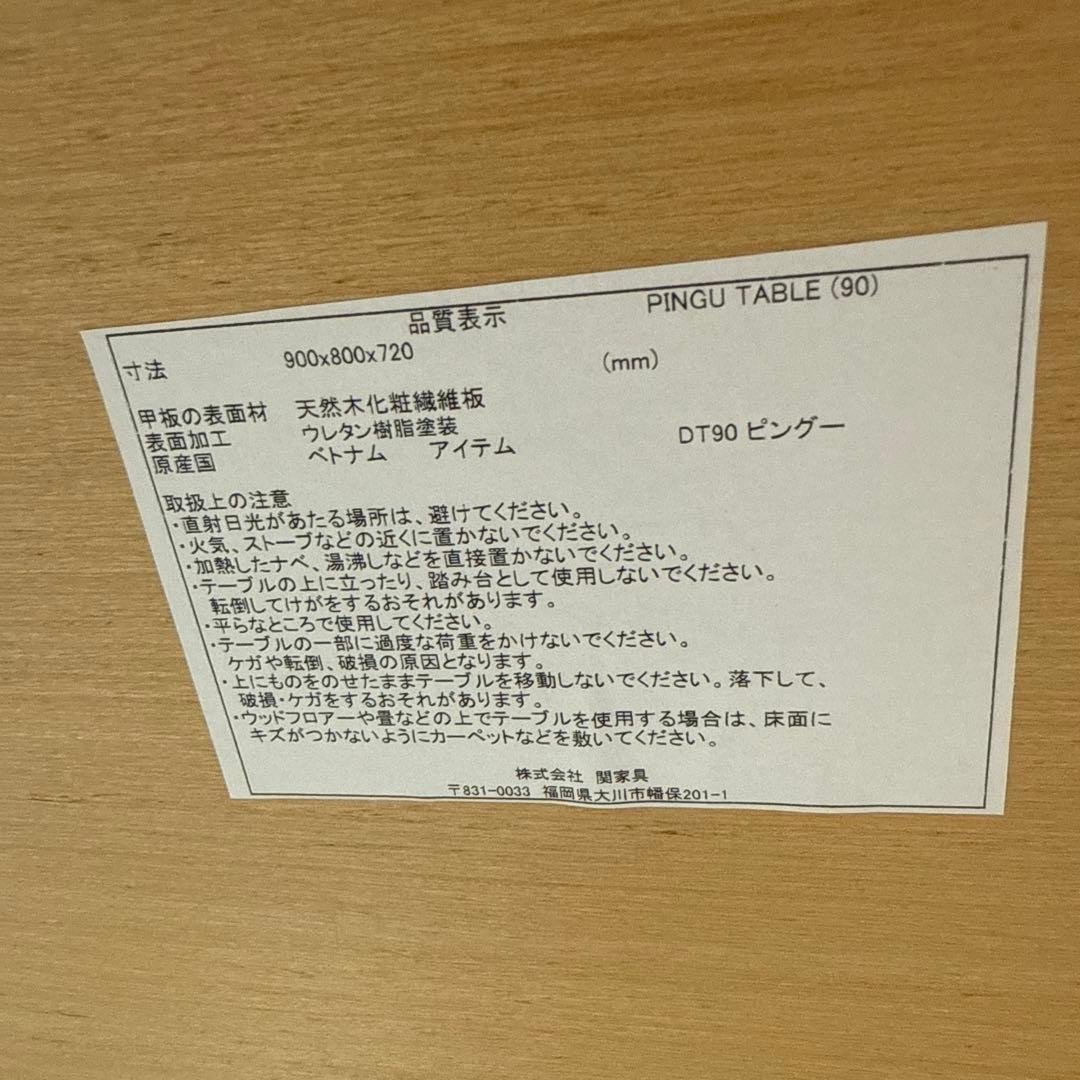 品質表示 PINGU TABLE (90)
寸法 900x800x720 (mm)
甲板の表面材 天然木化粧繊維板
表面加工 ウレタン樹脂塗装
原産国 ベトナム アイテム DT90 ピングー
取扱上の注意
・直射日光があたる場所は、避けてください。
・火気、ストーブなどの近くに置かないでください。
・加熱したナベ、湯沸しなどを直接置かないでください。
・テーブルの上に立ったり、踏み台として使用しないでください。
転倒してけがをするおそれがあります。
・平らなところで使用してください。
・テーブルの一部に過度な荷重をかけないでください。
ケガや転倒、破損の原因となります。
・上にものをのせたままテーブルを移動しないでください。落下して、
破損・ケガをするおそれがあります。
・ウッドフロアーや畳などの上でテーブルを使用する場合は、床面に
キズがつかないようにカーペットなどを敷いてください。
株式会社 関家具
〒831-0033 福岡県大川市幡保201-1